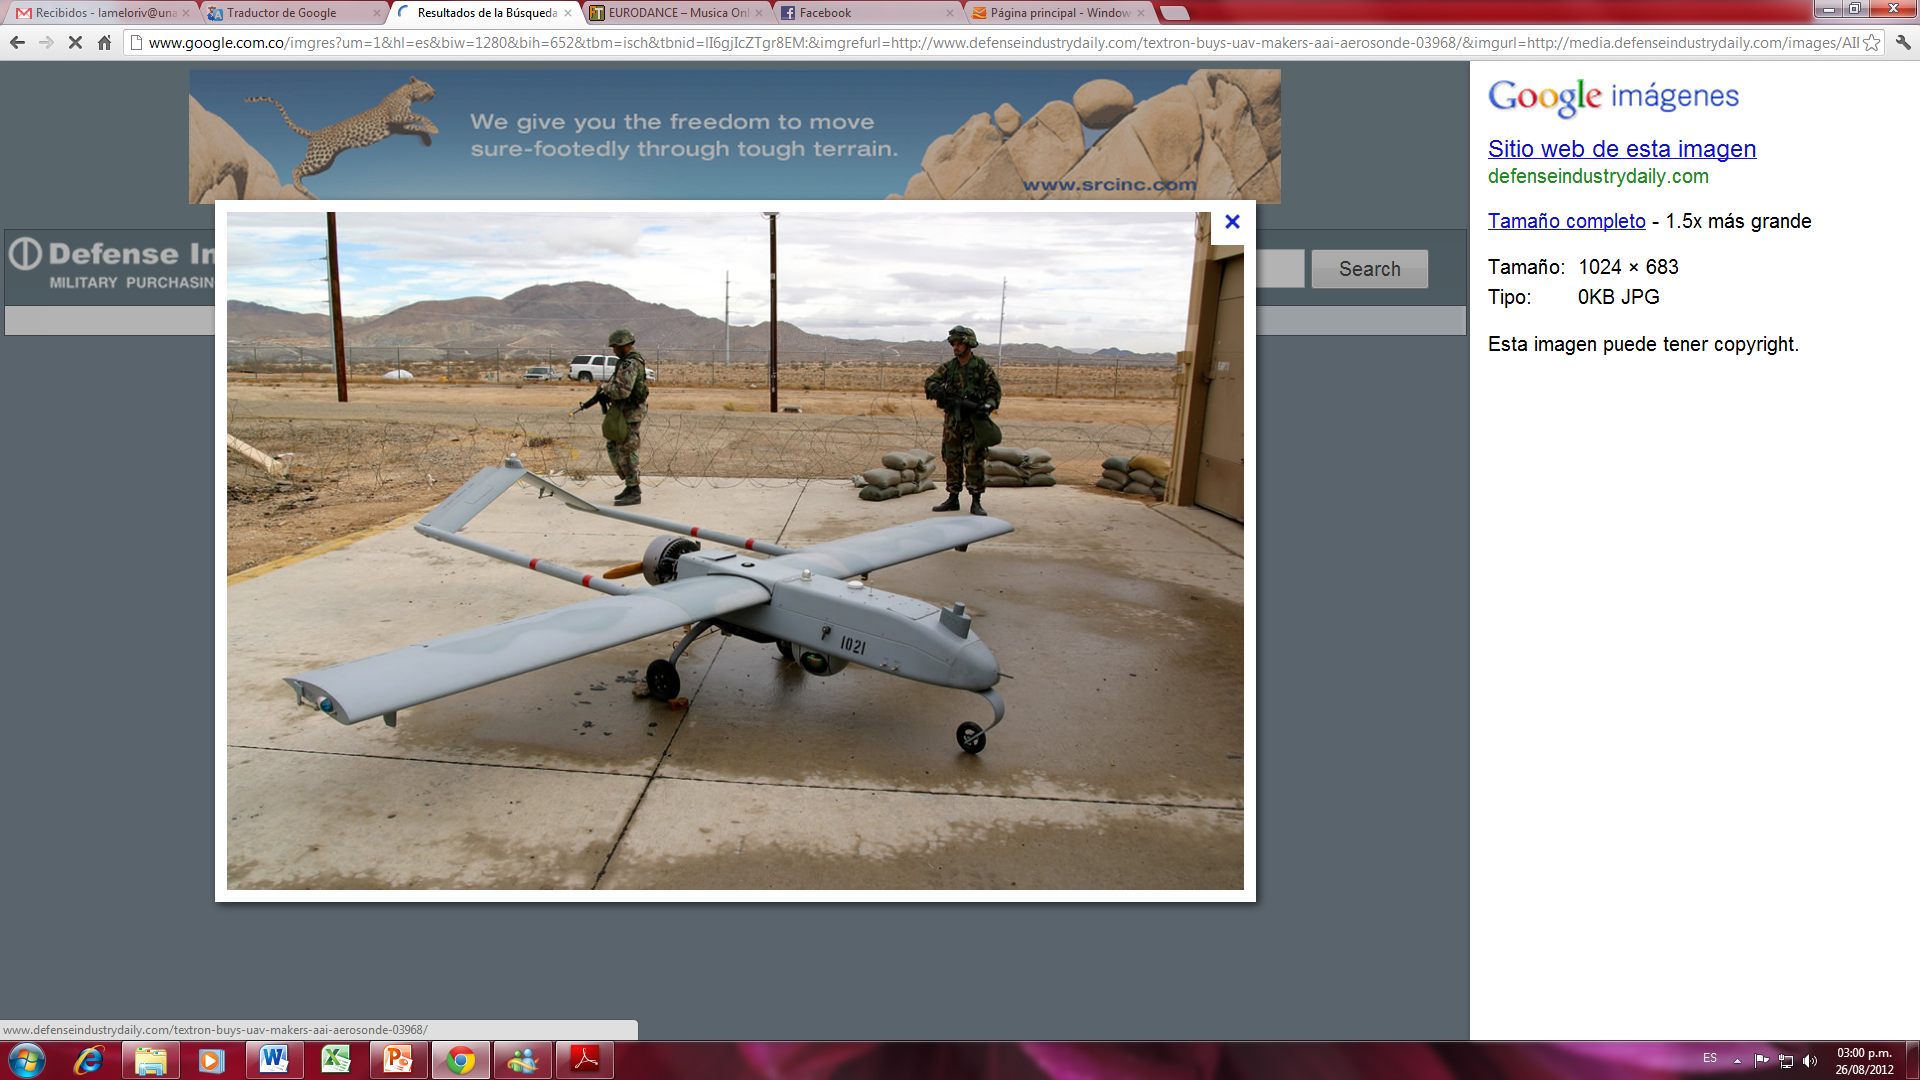 Recibidos - lameloriv@una
Traductor de Google
Resultados de la Búsqueda
EURODANCE – Musica Onl
Facebook
Página principal - Window
www.google.com.co/imgres?um=1&hl=es&biw=1280&bih=652&tbm=isch&tbnid=lI6gjIcZTgr8EM:&imgrefurl=http://www.defenseindustrydaily.com/textron-buys-uav-makers-aai-aerosonde-03968/&imgurl=http://media.defenseindustrydaily.com/images/AII
We give you the freedom to move
sure-footedly through tough terrain.
www.srcinc.com
Defense In
MILITARY PURCHASIN
Search
1021
Google imágenes
Sitio web de esta imagen
defenseindustrydaily.com
Tamaño completo - 1.5x más grande
Tamaño: 1024 × 683
Tipo: 0KB JPG
Esta imagen puede tener copyright.
www.defenseindustrydaily.com/textron-buys-uav-makers-aai-aerosonde-03968/
ES
03:00 p.m.
26/08/2012